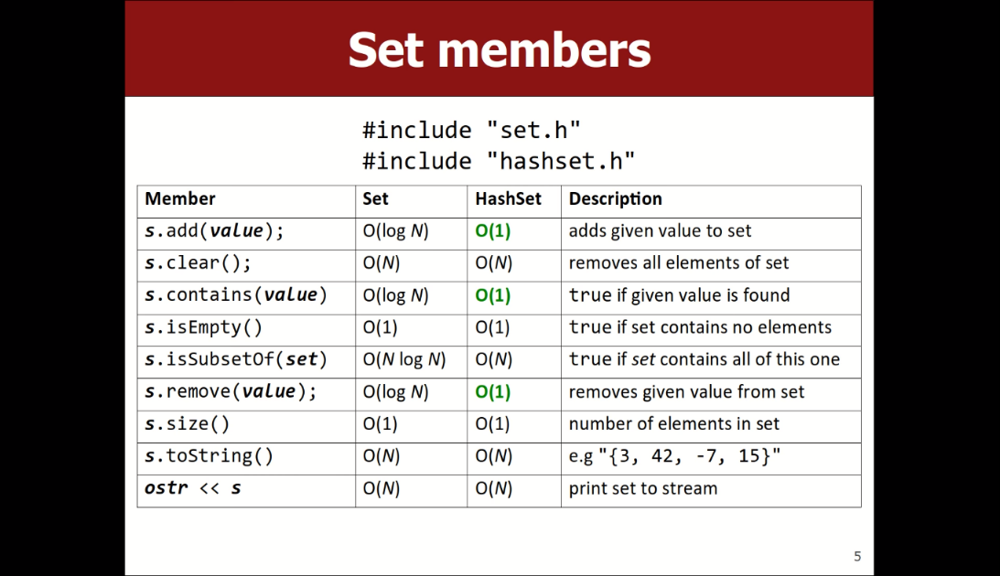 Set members
#include "set.h"
#include "hashset.h"
Member Set HashSet Description
s.add(value); O(log N) O(1) adds given value to set
s.clear(); O(N) O(N) removes all elements of set
s.contains(value) O(log N) O(1) true if given value is found
s.isEmpty() O(1) O(1) true if set contains no elements
s.isSubsetOf(set) O(N log N) O(N) true if set contains all of this one
s.remove(value); O(log N) O(1) removes given value from set
s.size() O(1) O(1) number of elements in set
s.toString() O(N) O(N) e.g "{3, 42, -7, 15}"
ostr << s O(N) O(N) print set to stream
5